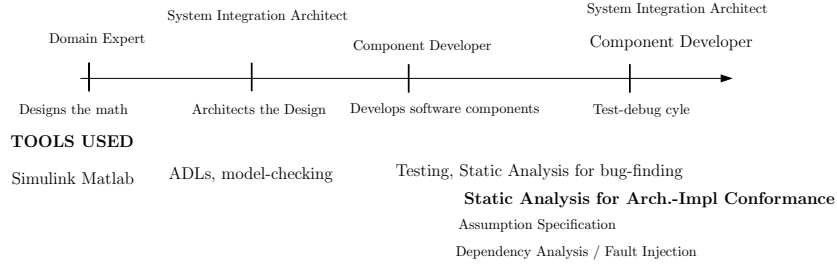 System Integration Architect
System Integration Architect
Domain Expert
Component Developer
Component Developer
Designs the math
Architects the Design
Develops software components
Test-debug cyle
TOOLS USED
Simulink Matlab
ADLs, model-checking
Testing, Static Analysis for bug-finding
Static Analysis for Arch.-Impl Conformance
Assumption Specification
Dependency Analysis / Fault Injection